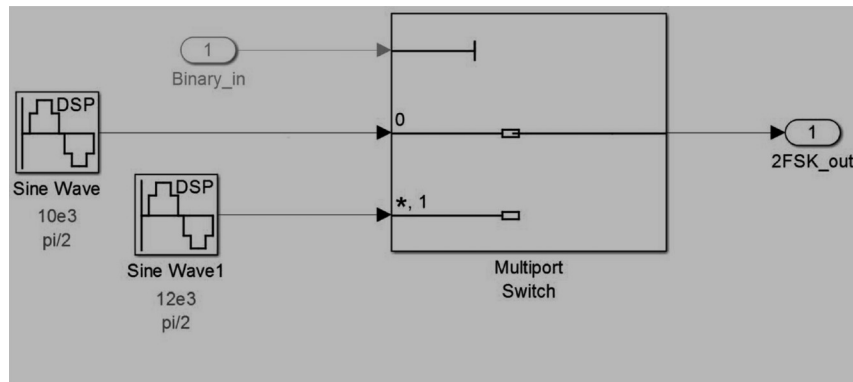 1
Binary_in
DSP
Sine Wave
10e3
pi/2
DSP
Sine Wave1
12e3
pi/2
0
*, 1
Multiport
Switch
1
2FSK_out